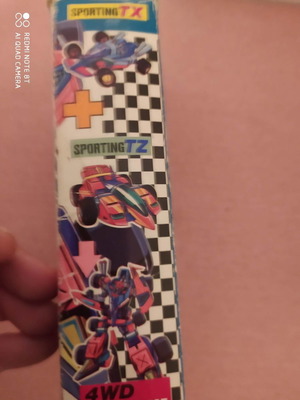 REDMI NOTE 8T
AI QUAD CAMERA
SPORTING TX
SPORTING TZ
4WD